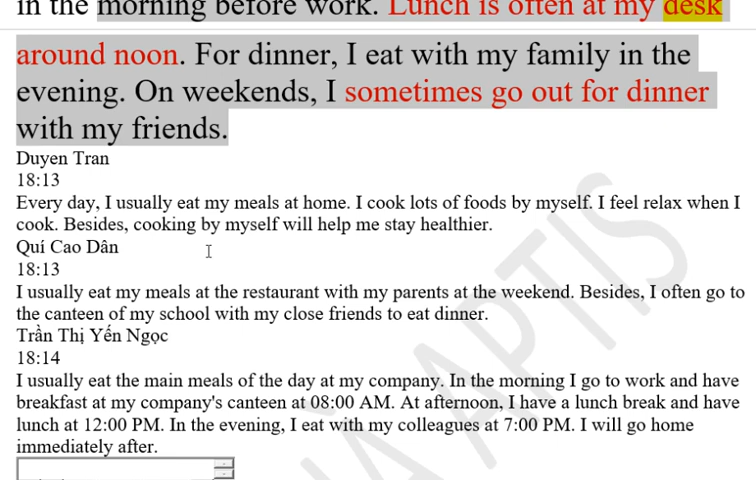 in the morning before work. Lunch is often at my desk
around noon. For dinner, I eat with my family in the
evening. On weekends, I sometimes go out for dinner
with my friends.
Duyen Tran
18:13
Every day, I usually eat my meals at home. I cook lots of foods by myself. I feel relax when I
cook. Besides, cooking by myself will help me stay healthier.
Quí Cao Dân
18:13
I usually eat my meals at the restaurant with my parents at the weekend. Besides, I often go to
the canteen of my school with my close friends to eat dinner.
Trần Thị Yến Ngọc
18:14
I usually eat the main meals of the day at my company. In the morning I go to work and have
breakfast at my company's canteen at 08:00 AM. At afternoon, I have a lunch break and have
lunch at 12:00 PM. In the evening, I eat with my colleagues at 7:00 PM. I will go home
immediately after.
À APTIS